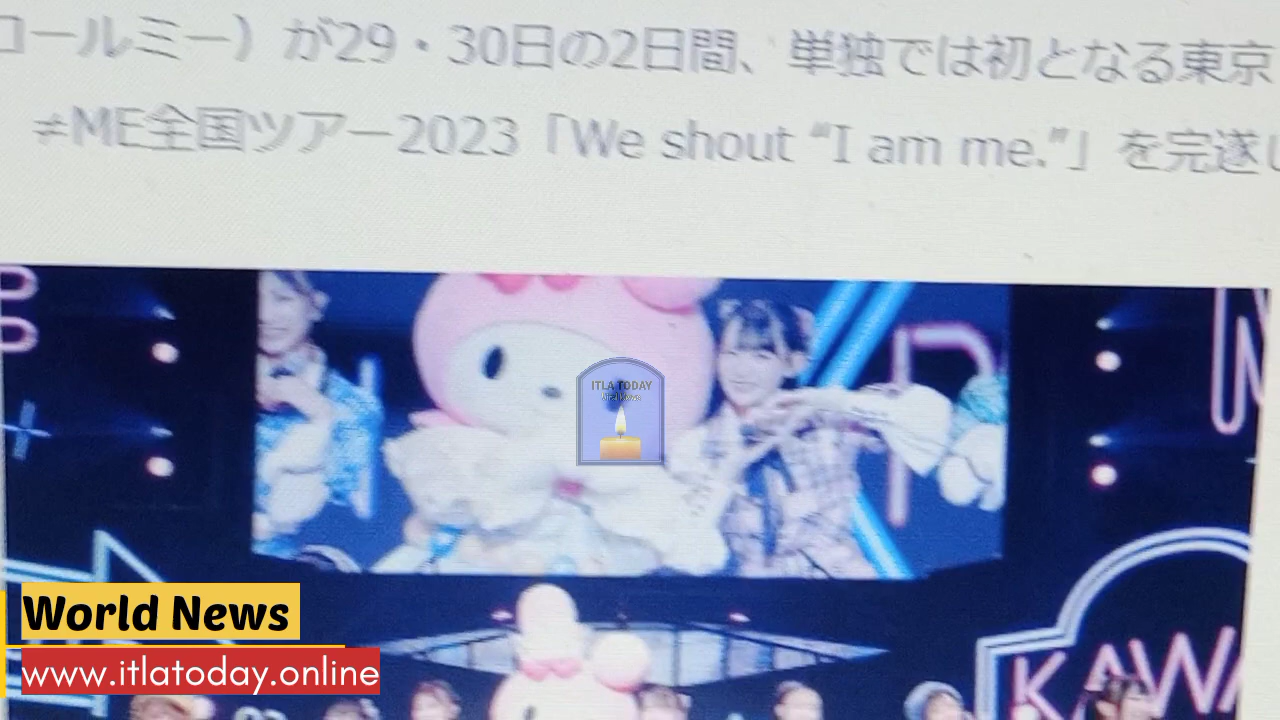 ロールミー）が29・30日の2日間、単独では初となる東京
≠ME全国ツアー2023「We shout “I am me.”」を完遂し
ITLA TODAY
KAWA
World News
www.itlatoday.online